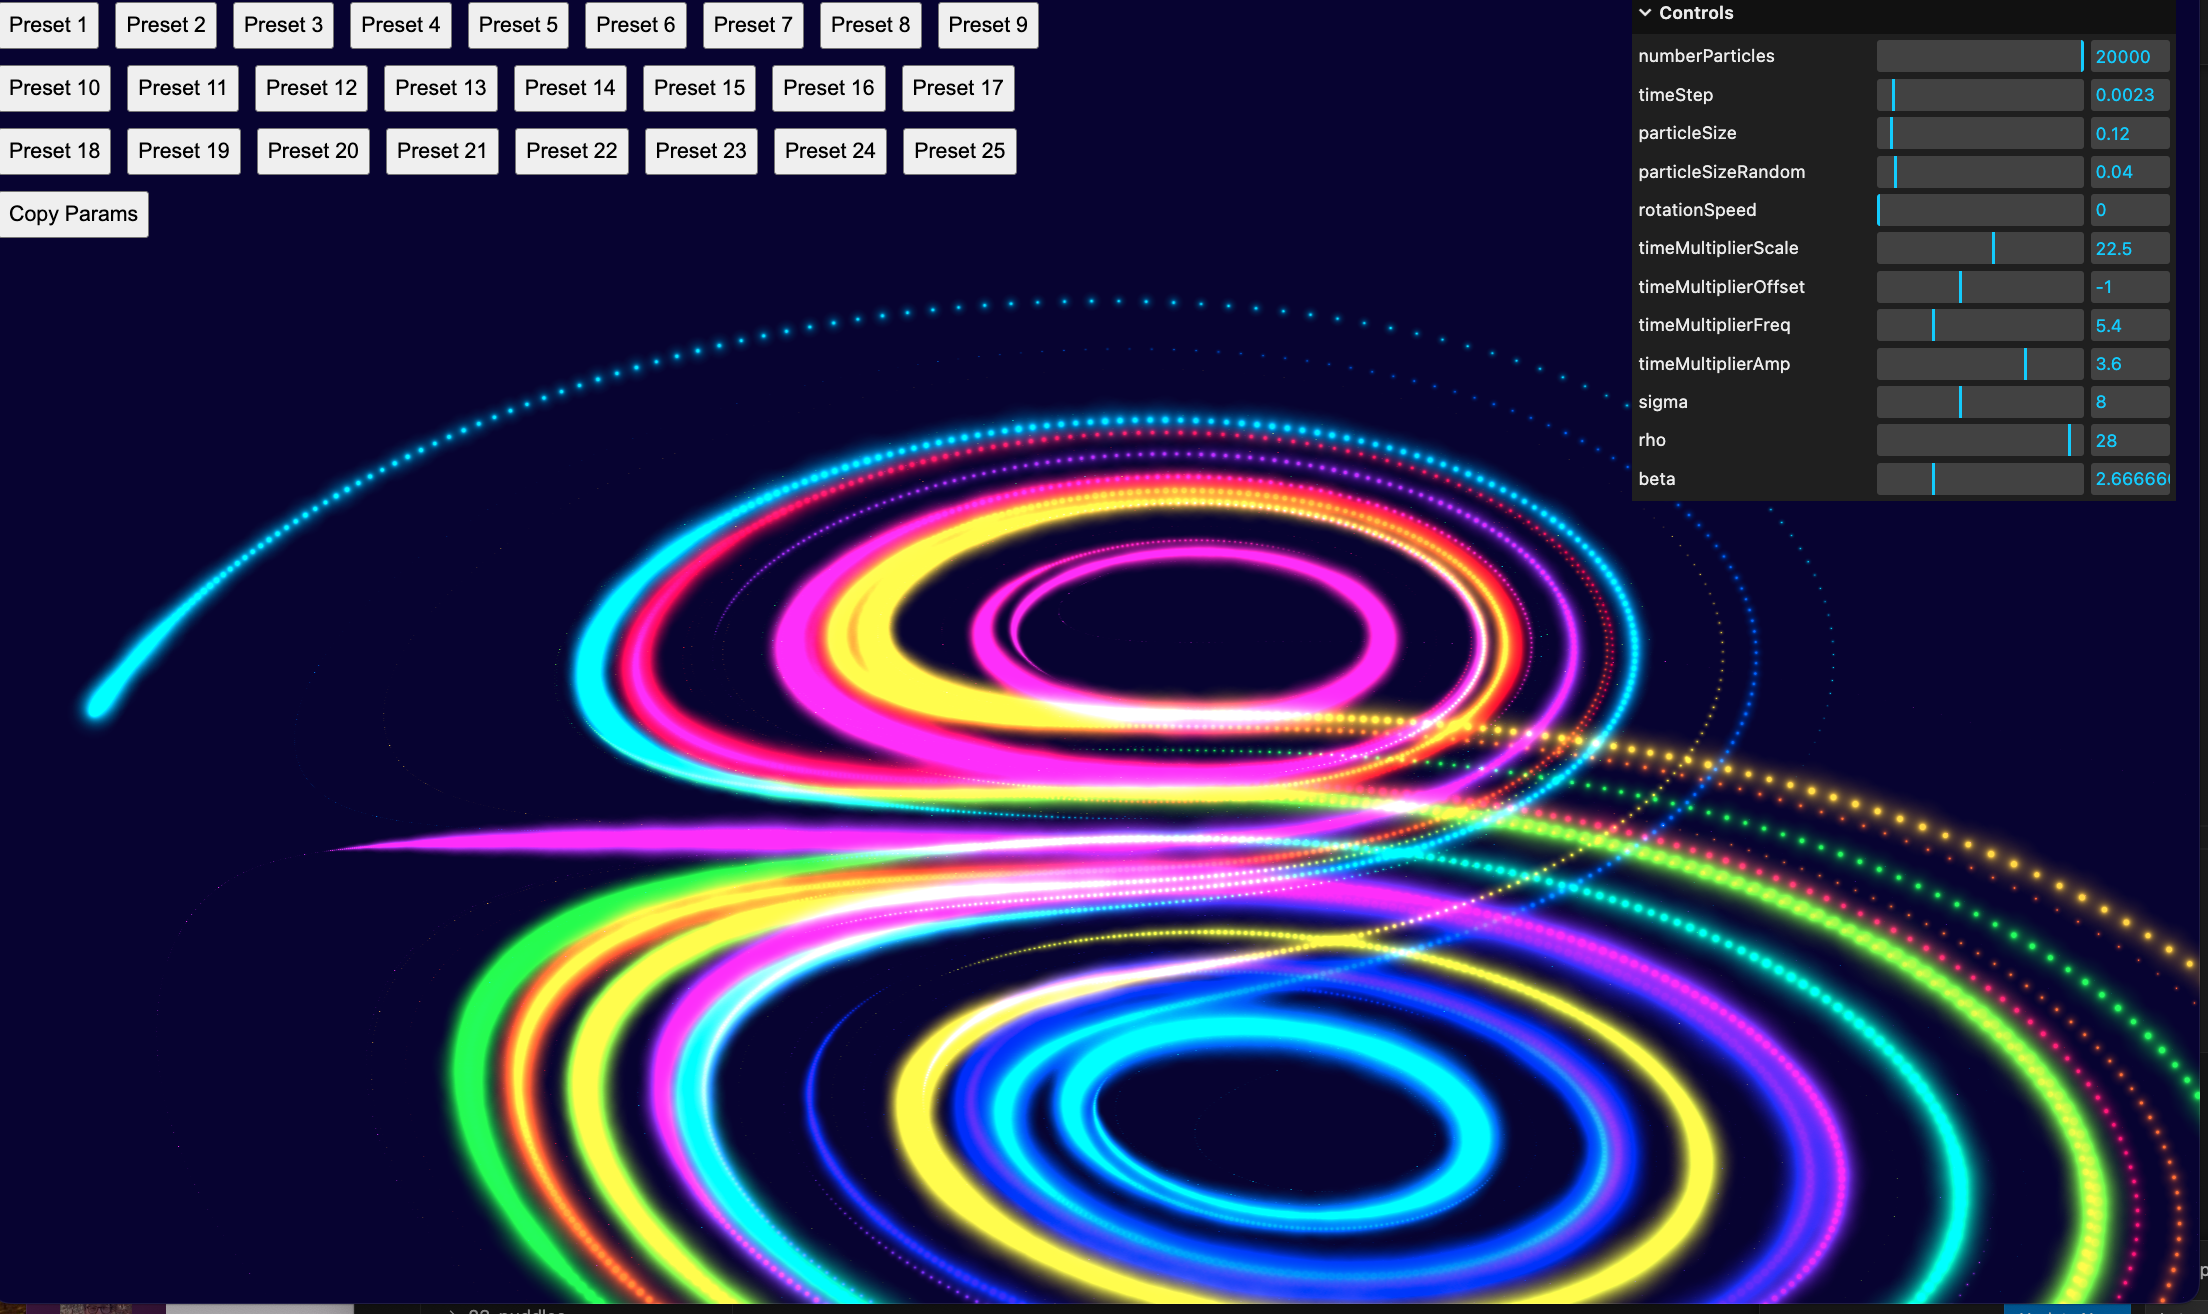 Preset 1 Preset 2 Preset 3 Preset 4 Preset 5 Preset 6 Preset 7 Preset 8 Preset 9
Preset 10 Preset 11 Preset 12 Preset 13 Preset 14 Preset 15 Preset 16 Preset 17
Preset 18 Preset 19 Preset 20 Preset 21 Preset 22 Preset 23 Preset 24 Preset 25
Copy Params
Controls
numberParticles 20000
timeStep 0.0023
particleSize 0.12
particleSizeRandom 0.04
rotationSpeed 0
timeMultiplierScale 22.5
timeMultiplierOffset -1
timeMultiplierFreq 5.4
timeMultiplierAmp 3.6
sigma 8
rho 28
beta 2.66666